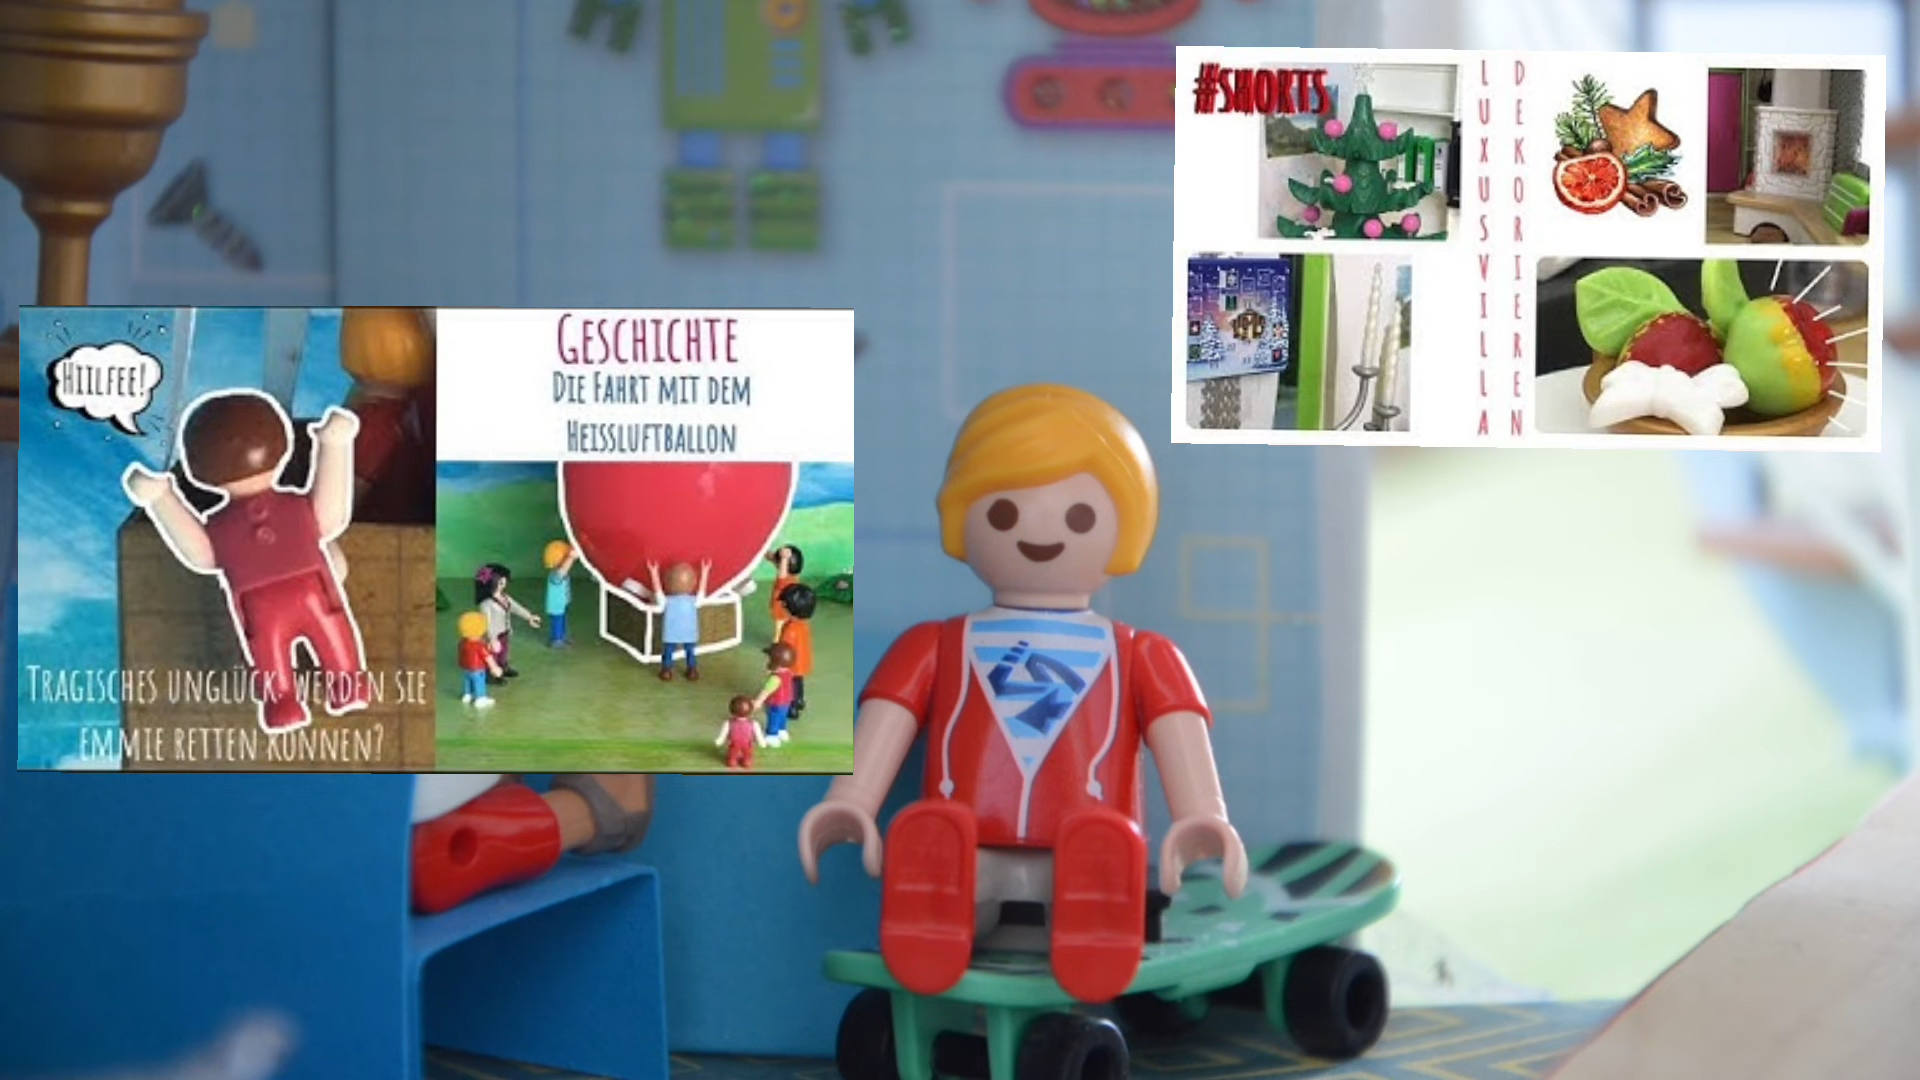 HIILFEE!
TRAGISCHES UNGLÜCK: WERDEN SIE
EMMIE RETTEN KÖNNEN?
GESCHICHTE
DIE FAHRT MIT DEM
HEISSLUFTBALLON
#SHORTS
LUXUSVILLA
DEKORIEREN